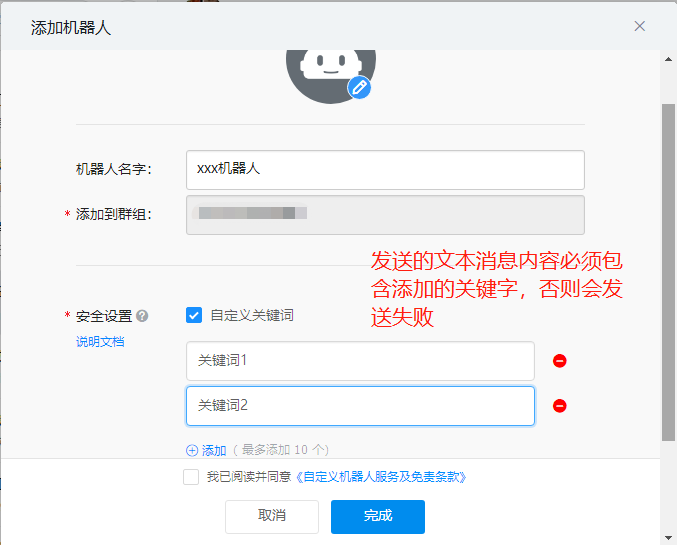 添加机器人
机器人名字：
xxx机器人
* 添加到群组：
发送的文本消息内容必须包
含添加的关键字，否则会发
送失败
* 安全设置
自定义关键词
说明文档
关键词1
关键词2
添加（ 最多添加 10 个）
我已阅读并同意《自定义机器人服务及免责条款》
取消
完成